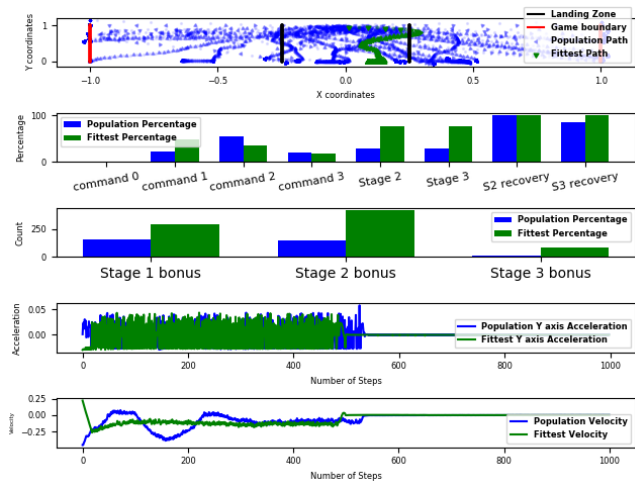 1
0
Y coordinates
Landing Zone
Game boundary
Population Path
Fittest Path
−1.0
−0.5
0.0
0.5
1.0
X coordinates
100
0
Percentage
Population Percentage
Fittest Percentage
command 0
command 1
command 2
command 3
Stage 2
Stage 3
S2 recovery
S3 recovery
250
0
Count
Population Percentage
Fittest Percentage
Stage 1 bonus
Stage 2 bonus
Stage 3 bonus
0.05
0.00
Acceleration
Population Y axis Acceleration
Fittest Y axis Acceleration
0
200
400
600
800
1000
Number of Steps
0.25
0.00
−0.25
Velocity
Population Velocity
Fittest Velocity
0
200
400
600
800
1000
Number of Steps